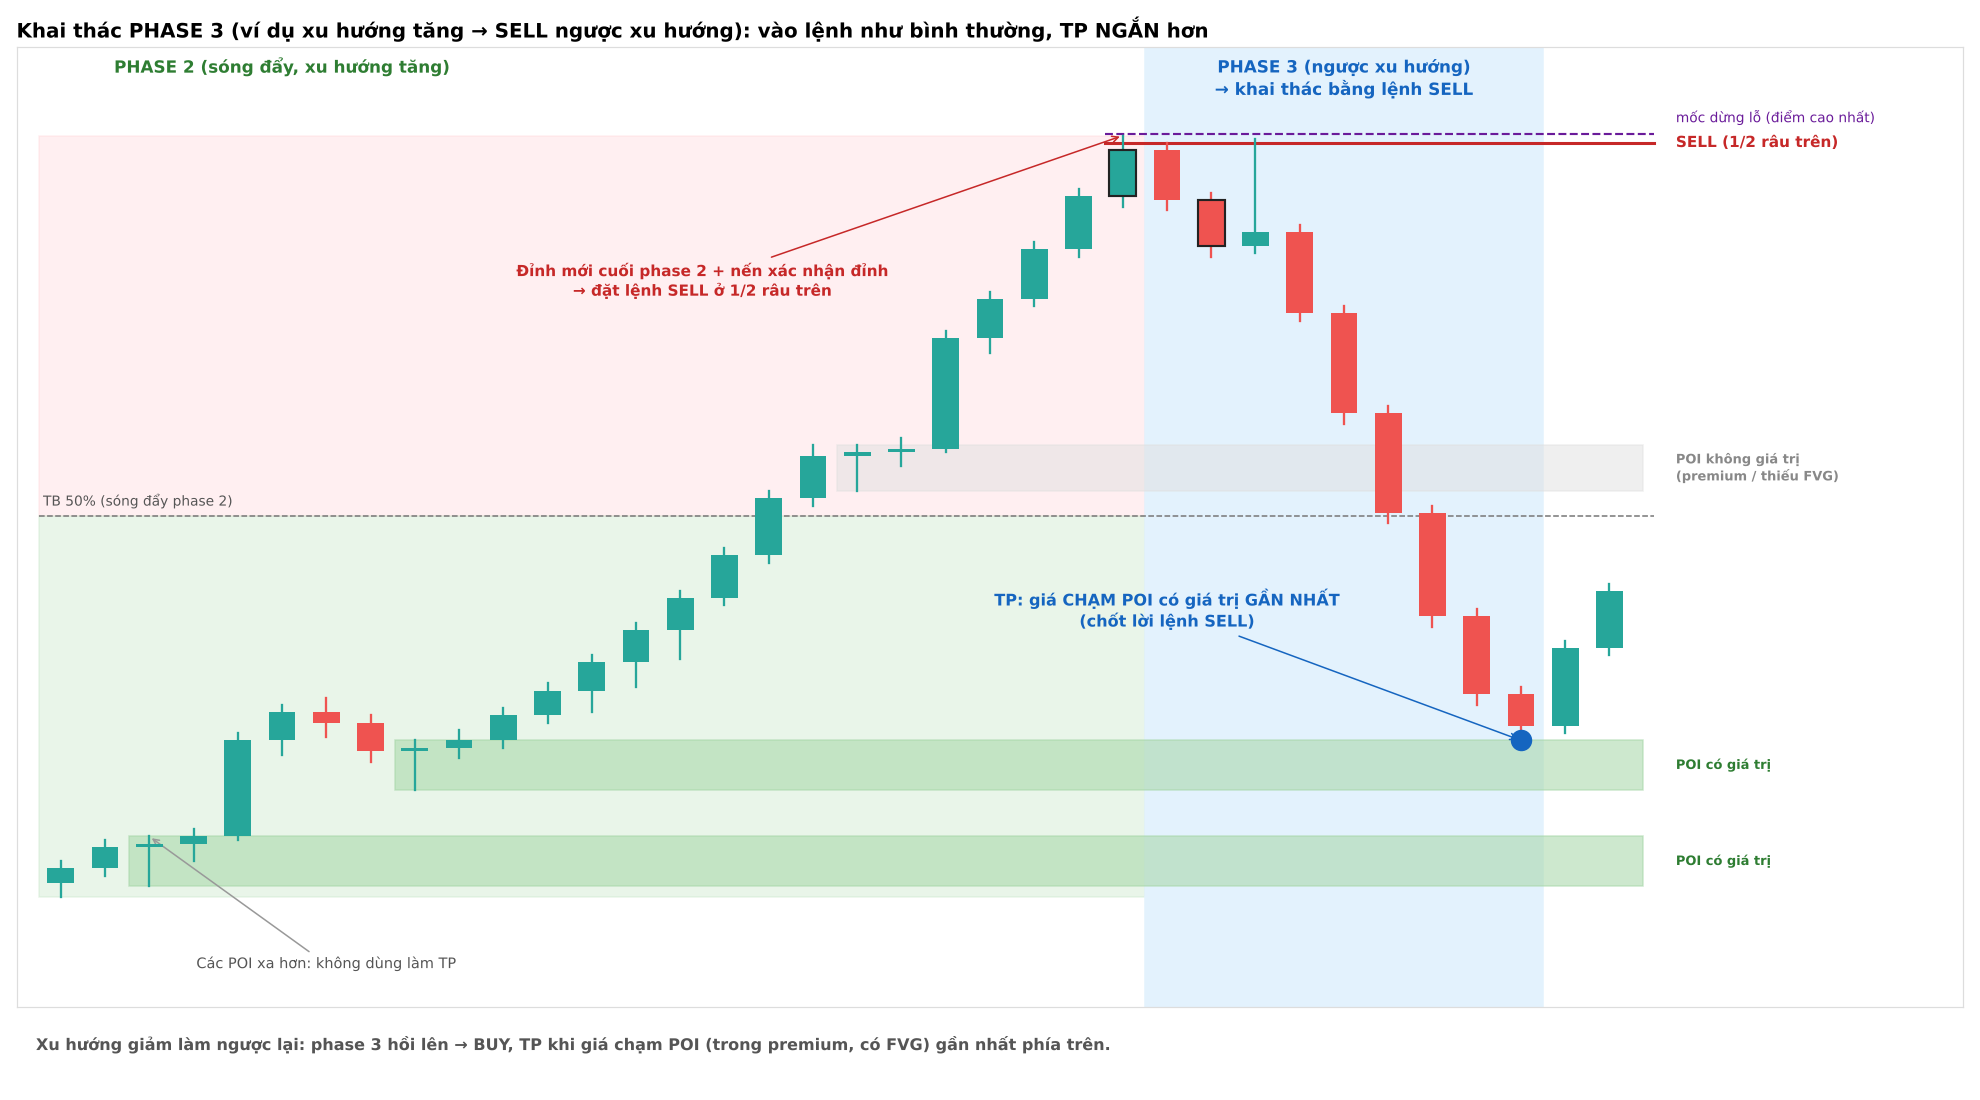 Khai thác PHASE 3 (ví dụ xu hướng tăng → SELL ngược xu hướng): vào lệnh như bình thường, TP NGẮN hơn
PHASE 2 (sóng đẩy, xu hướng tăng)
PHASE 3 (ngược xu hướng)
→ khai thác bằng lệnh SELL
mốc dừng lỗ (điểm cao nhất)
SELL (1/2 râu trên)
Đỉnh mới cuối phase 2 + nến xác nhận đỉnh
→ đặt lệnh SELL ở 1/2 râu trên
POI không giá trị
(premium / thiếu FVG)
TB 50% (sóng đẩy phase 2)
TP: giá CHẠM POI có giá trị GẦN NHẤT
(chốt lời lệnh SELL)
POI có giá trị
POI có giá trị
Các POI xa hơn: không dùng làm TP
Xu hướng giảm làm ngược lại: phase 3 hồi lên → BUY, TP khi giá chạm POI (trong premium, có FVG) gần nhất phía trên.